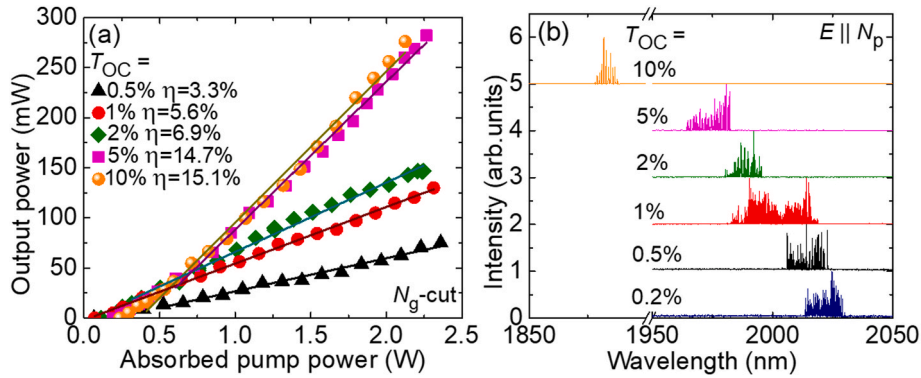 (a)
T_OC =
0.5% η=3.3%
1% η=5.6%
2% η=6.9%
5% η=14.7%
10% η=15.1%
N_g-cut
Output power (mW)
300
250
200
150
100
50
0
0.0 0.5 1.0 1.5 2.0 2.5
Absorbed pump power (W)
(b)
T_OC =
E || N_p
10%
5%
2%
1%
0.5%
0.2%
Intensity (arb.units)
6
5
4
3
2
1
0
1850 1950 2000 2050
Wavelength (nm)